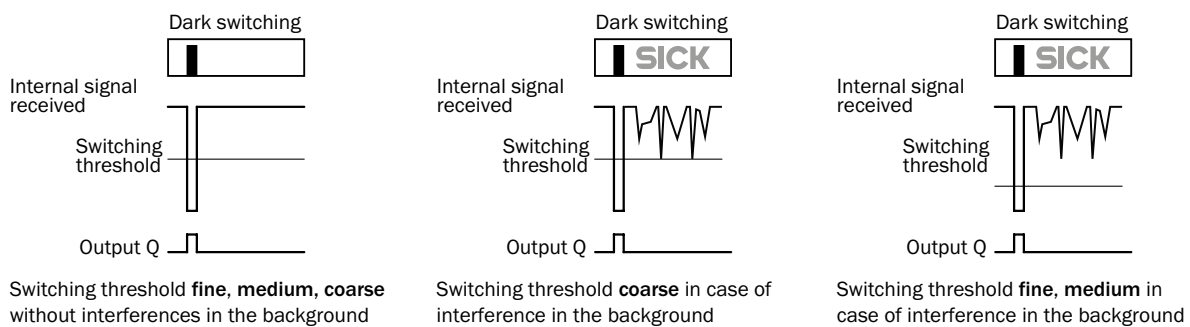 Dark switching
Internal signal
received
Switching
threshold
Output Q
Switching threshold fine, medium, coarse
without interferences in the background
Dark switching
SICK
Internal signal
received
Switching
threshold
Output Q
Switching threshold coarse in case of
interference in the background
Dark switching
SICK
Internal signal
received
Switching
threshold
Output Q
Switching threshold fine, medium in
case of interference in the background